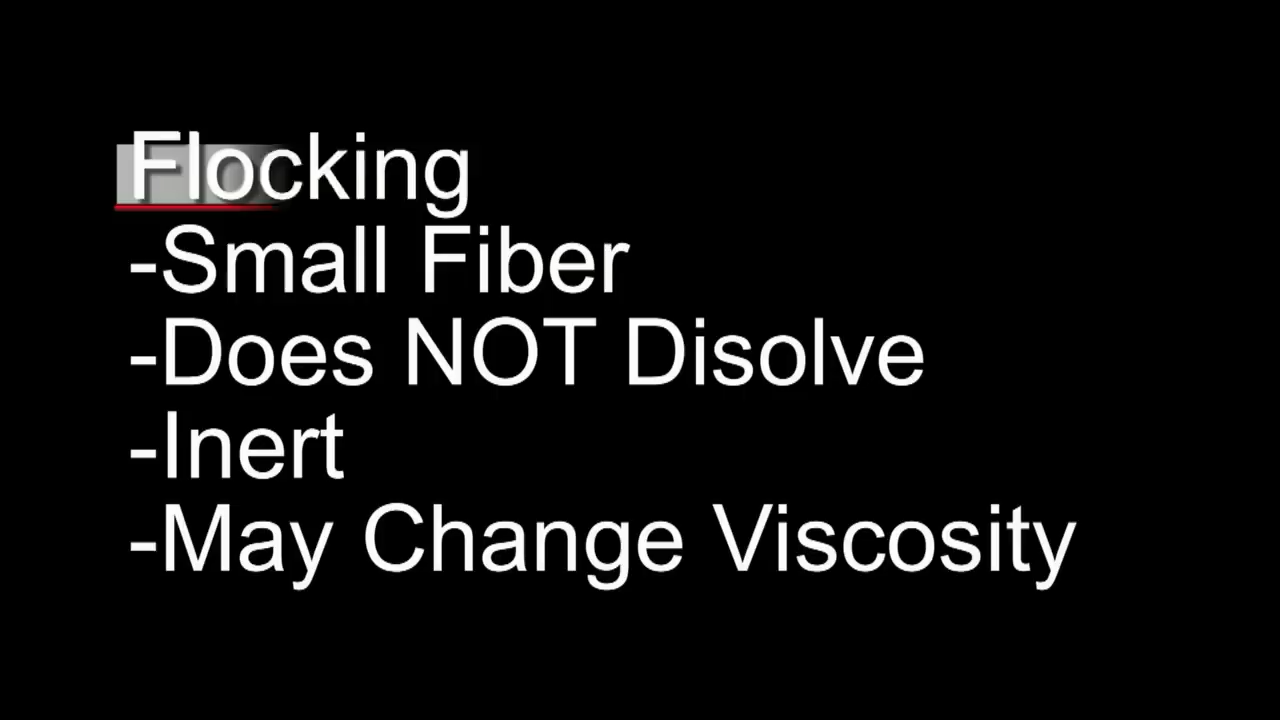 Flocking
-Small Fiber
-Does NOT Disolve
-Inert
-May Change Viscosity